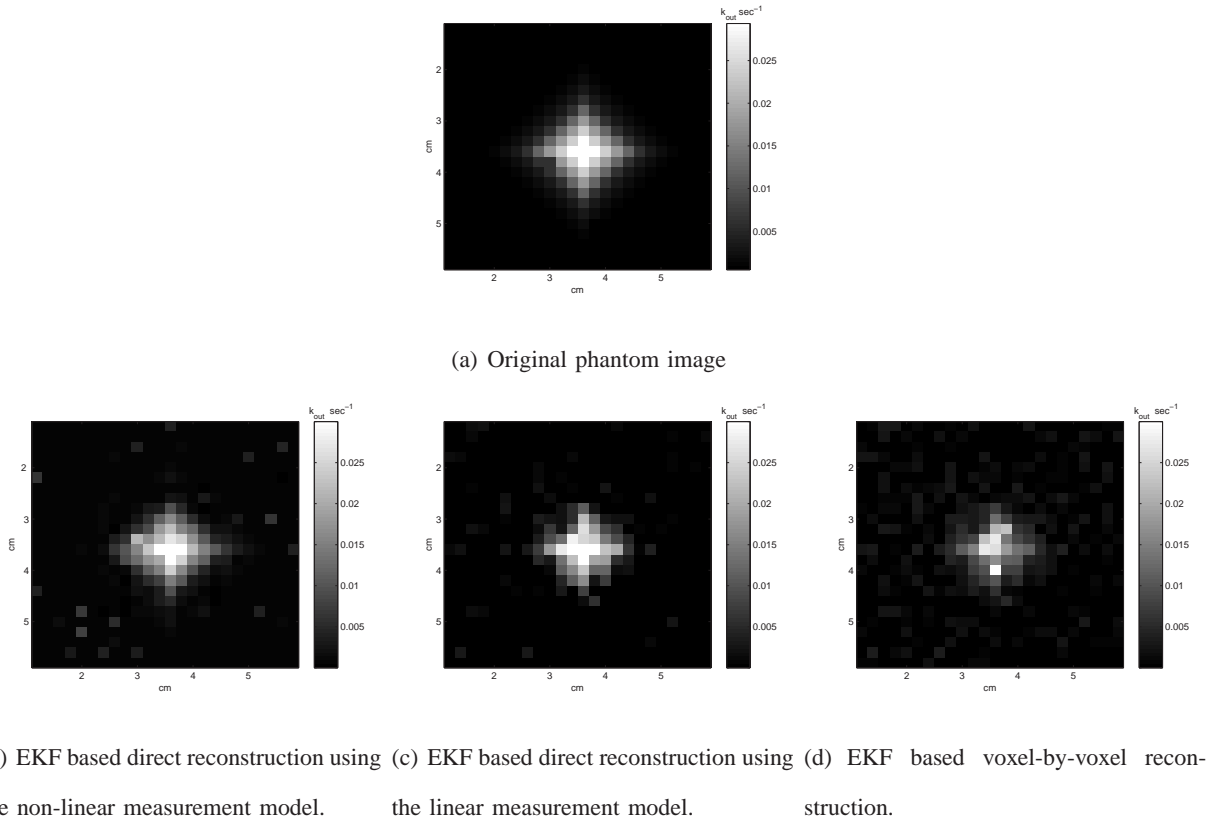 k_out sec⁻¹
0.025
0.02
0.015
0.01
0.005
2
3
4
5
cm
2 3 4 5
cm
(a) Original phantom image
k_out sec⁻¹
0.025
0.02
0.015
0.01
0.005
2
3
4
5
cm
2 3 4 5
cm
k_out sec⁻¹
0.025
0.02
0.015
0.01
0.005
2
3
4
5
cm
2 3 4 5
cm
k_out sec⁻¹
0.025
0.02
0.015
0.01
0.005
2
3
4
5
cm
2 3 4 5
cm
) EKF based direct reconstruction using
e non-linear measurement model.
(c) EKF based direct reconstruction using
the linear measurement model.
(d) EKF based voxel-by-voxel recon-
struction.